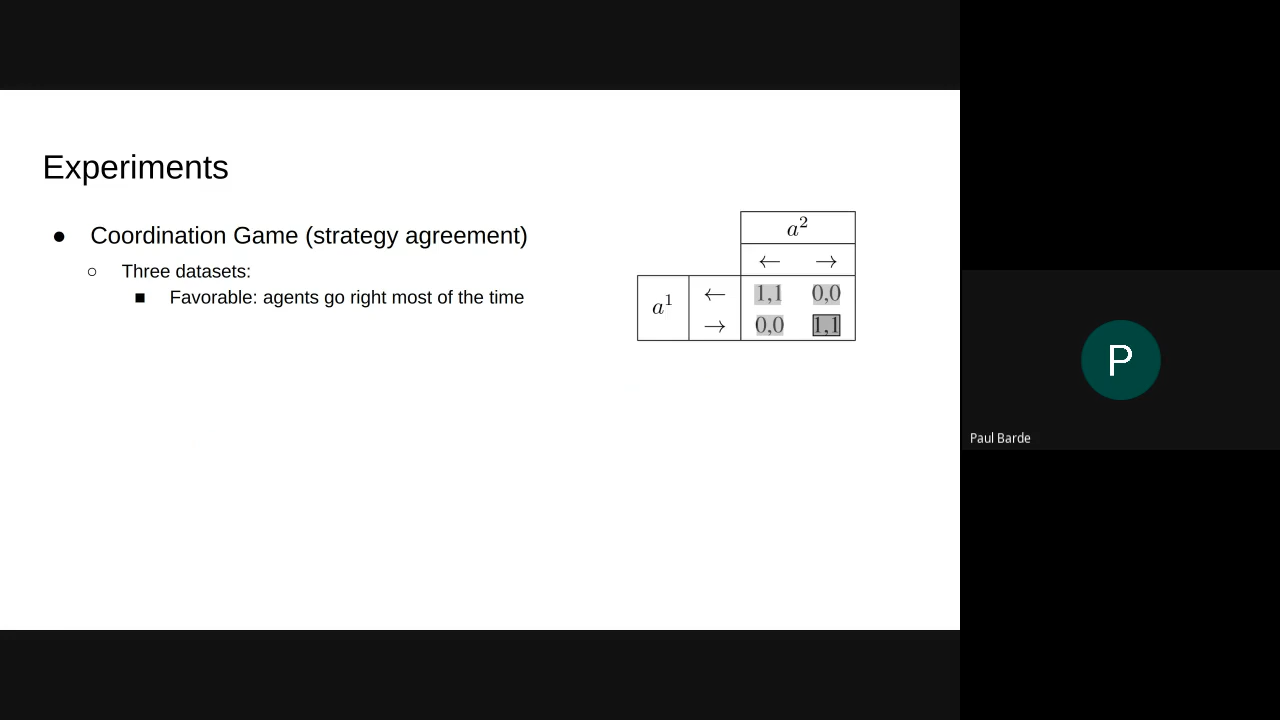 Experiments
● Coordination Game (strategy agreement)
○ Three datasets:
■ Favorable: agents go right most of the time
a²
← →
a¹ ← 1,1 0,0
→ 0,0 1,1
P
Paul Barde